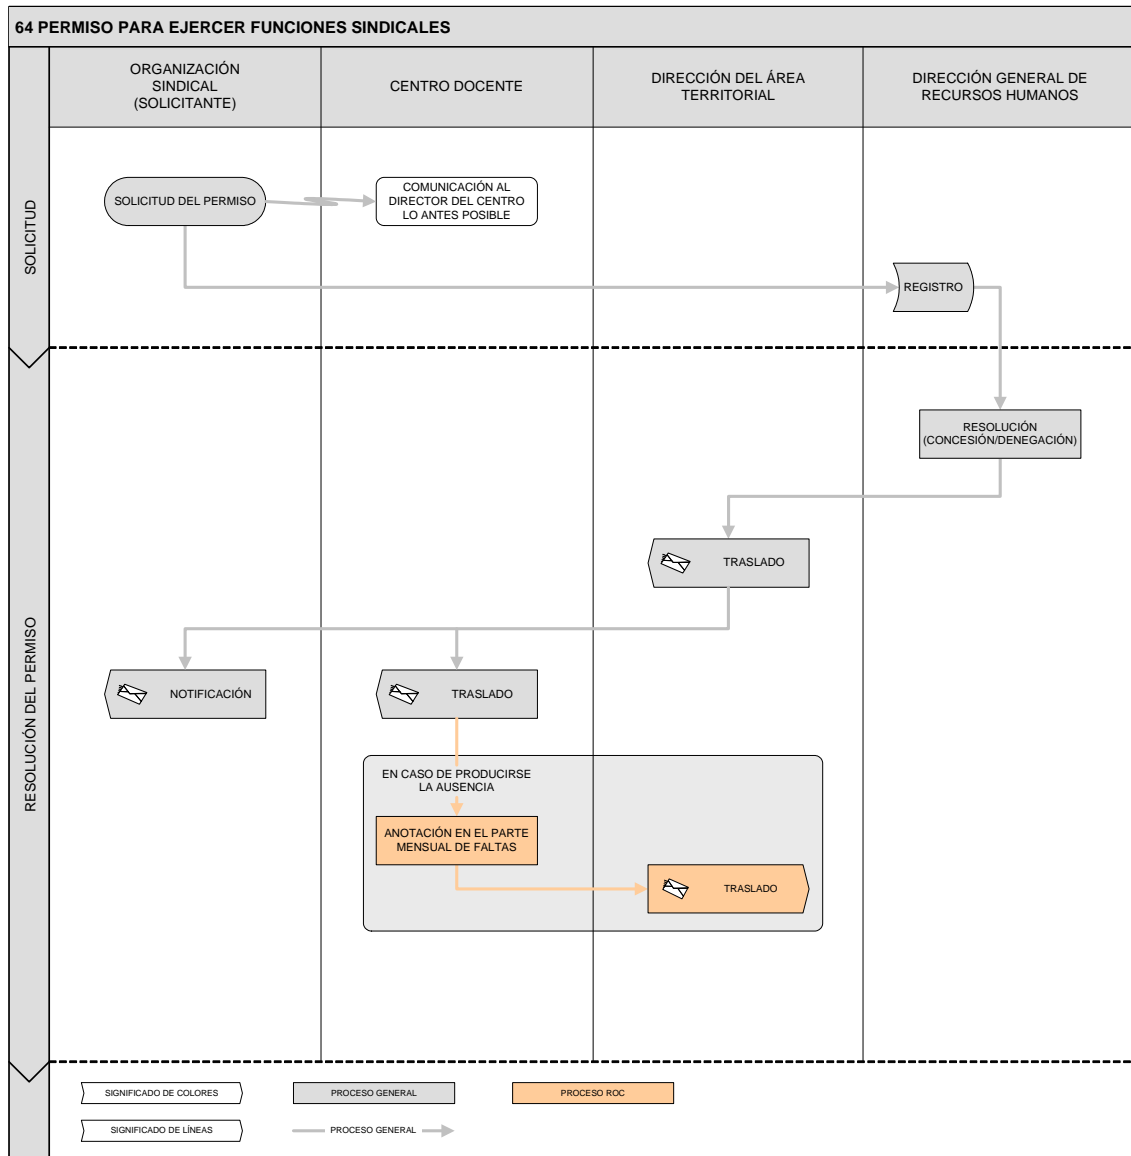 64 PERMISO PARA EJERCER FUNCIONES SINDICALES
ORGANIZACIÓN
SINDICAL
(SOLICITANTE)
CENTRO DOCENTE
DIRECCIÓN DEL ÁREA
TERRITORIAL
DIRECCIÓN GENERAL DE
RECURSOS HUMANOS
SOLICITUD
SOLICITUD DEL PERMISO
COMUNICACIÓN AL
DIRECTOR DEL CENTRO
LO ANTES POSIBLE
REGISTRO
RESOLUCIÓN DEL PERMISO
RESOLUCIÓN
(CONCESIÓN/DENEGACIÓN)
TRASLADO
NOTIFICACIÓN
TRASLADO
EN CASO DE PRODUCIRSE
LA AUSENCIA
ANOTACIÓN EN EL PARTE
MENSUAL DE FALTAS
TRASLADO
SIGNIFICADO DE COLORES
PROCESO GENERAL
PROCESO ROC
SIGNIFICADO DE LÍNEAS
PROCESO GENERAL